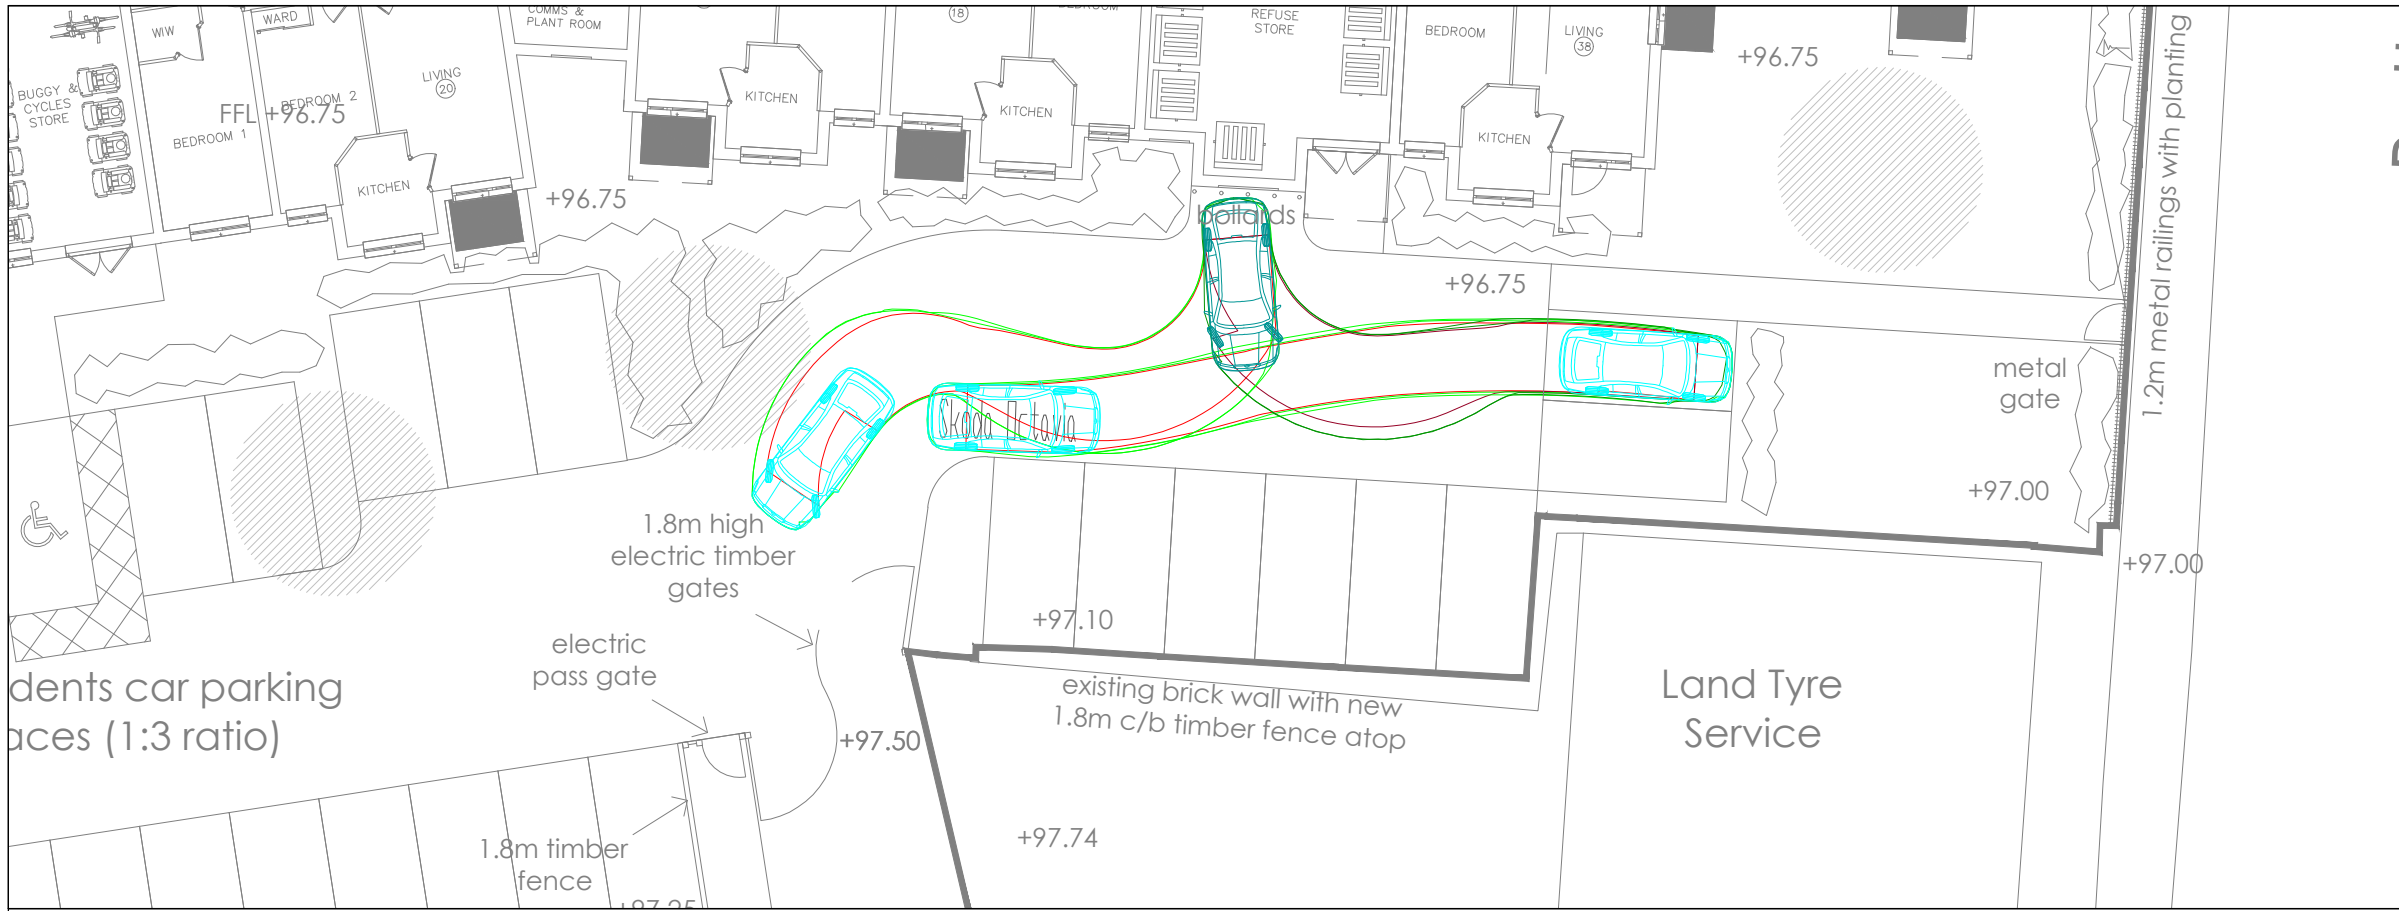 COMMS &
PLANT ROOM
18
REFUSE
STORE
WARD
WIW
BEDROOM
LIVING
38
+96.75
LIVING
20
BUGGY &
CYCLES
STORE
FFL +96.75
BEDROOM 2
BEDROOM 1
KITCHEN
KITCHEN
KITCHEN
KITCHEN
+96.75
bollards
+96.75
1.2m metal railings with planting
metal
gate
Skoda Octavia
+97.00
1.8m high
electric timber
gates
+97.00
+97.10
electric
pass gate
dents car parking
aces (1:3 ratio)
existing brick wall with new
1.8m c/b timber fence atop
Land Tyre
Service
+97.50
+97.74
1.8m timber
fence
+97.25